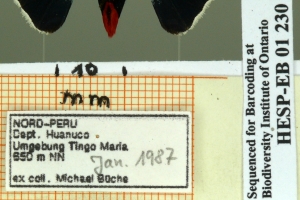 10
mm
NORD-PERU
Dept. Huanuco
Umgebung Tingo Maria
650 m NN
Jan. 1987
ex coll. Michael Büche
Sequenced for Barcoding at
Biodiversity Institute of Ontario
HESP-EB 01 230